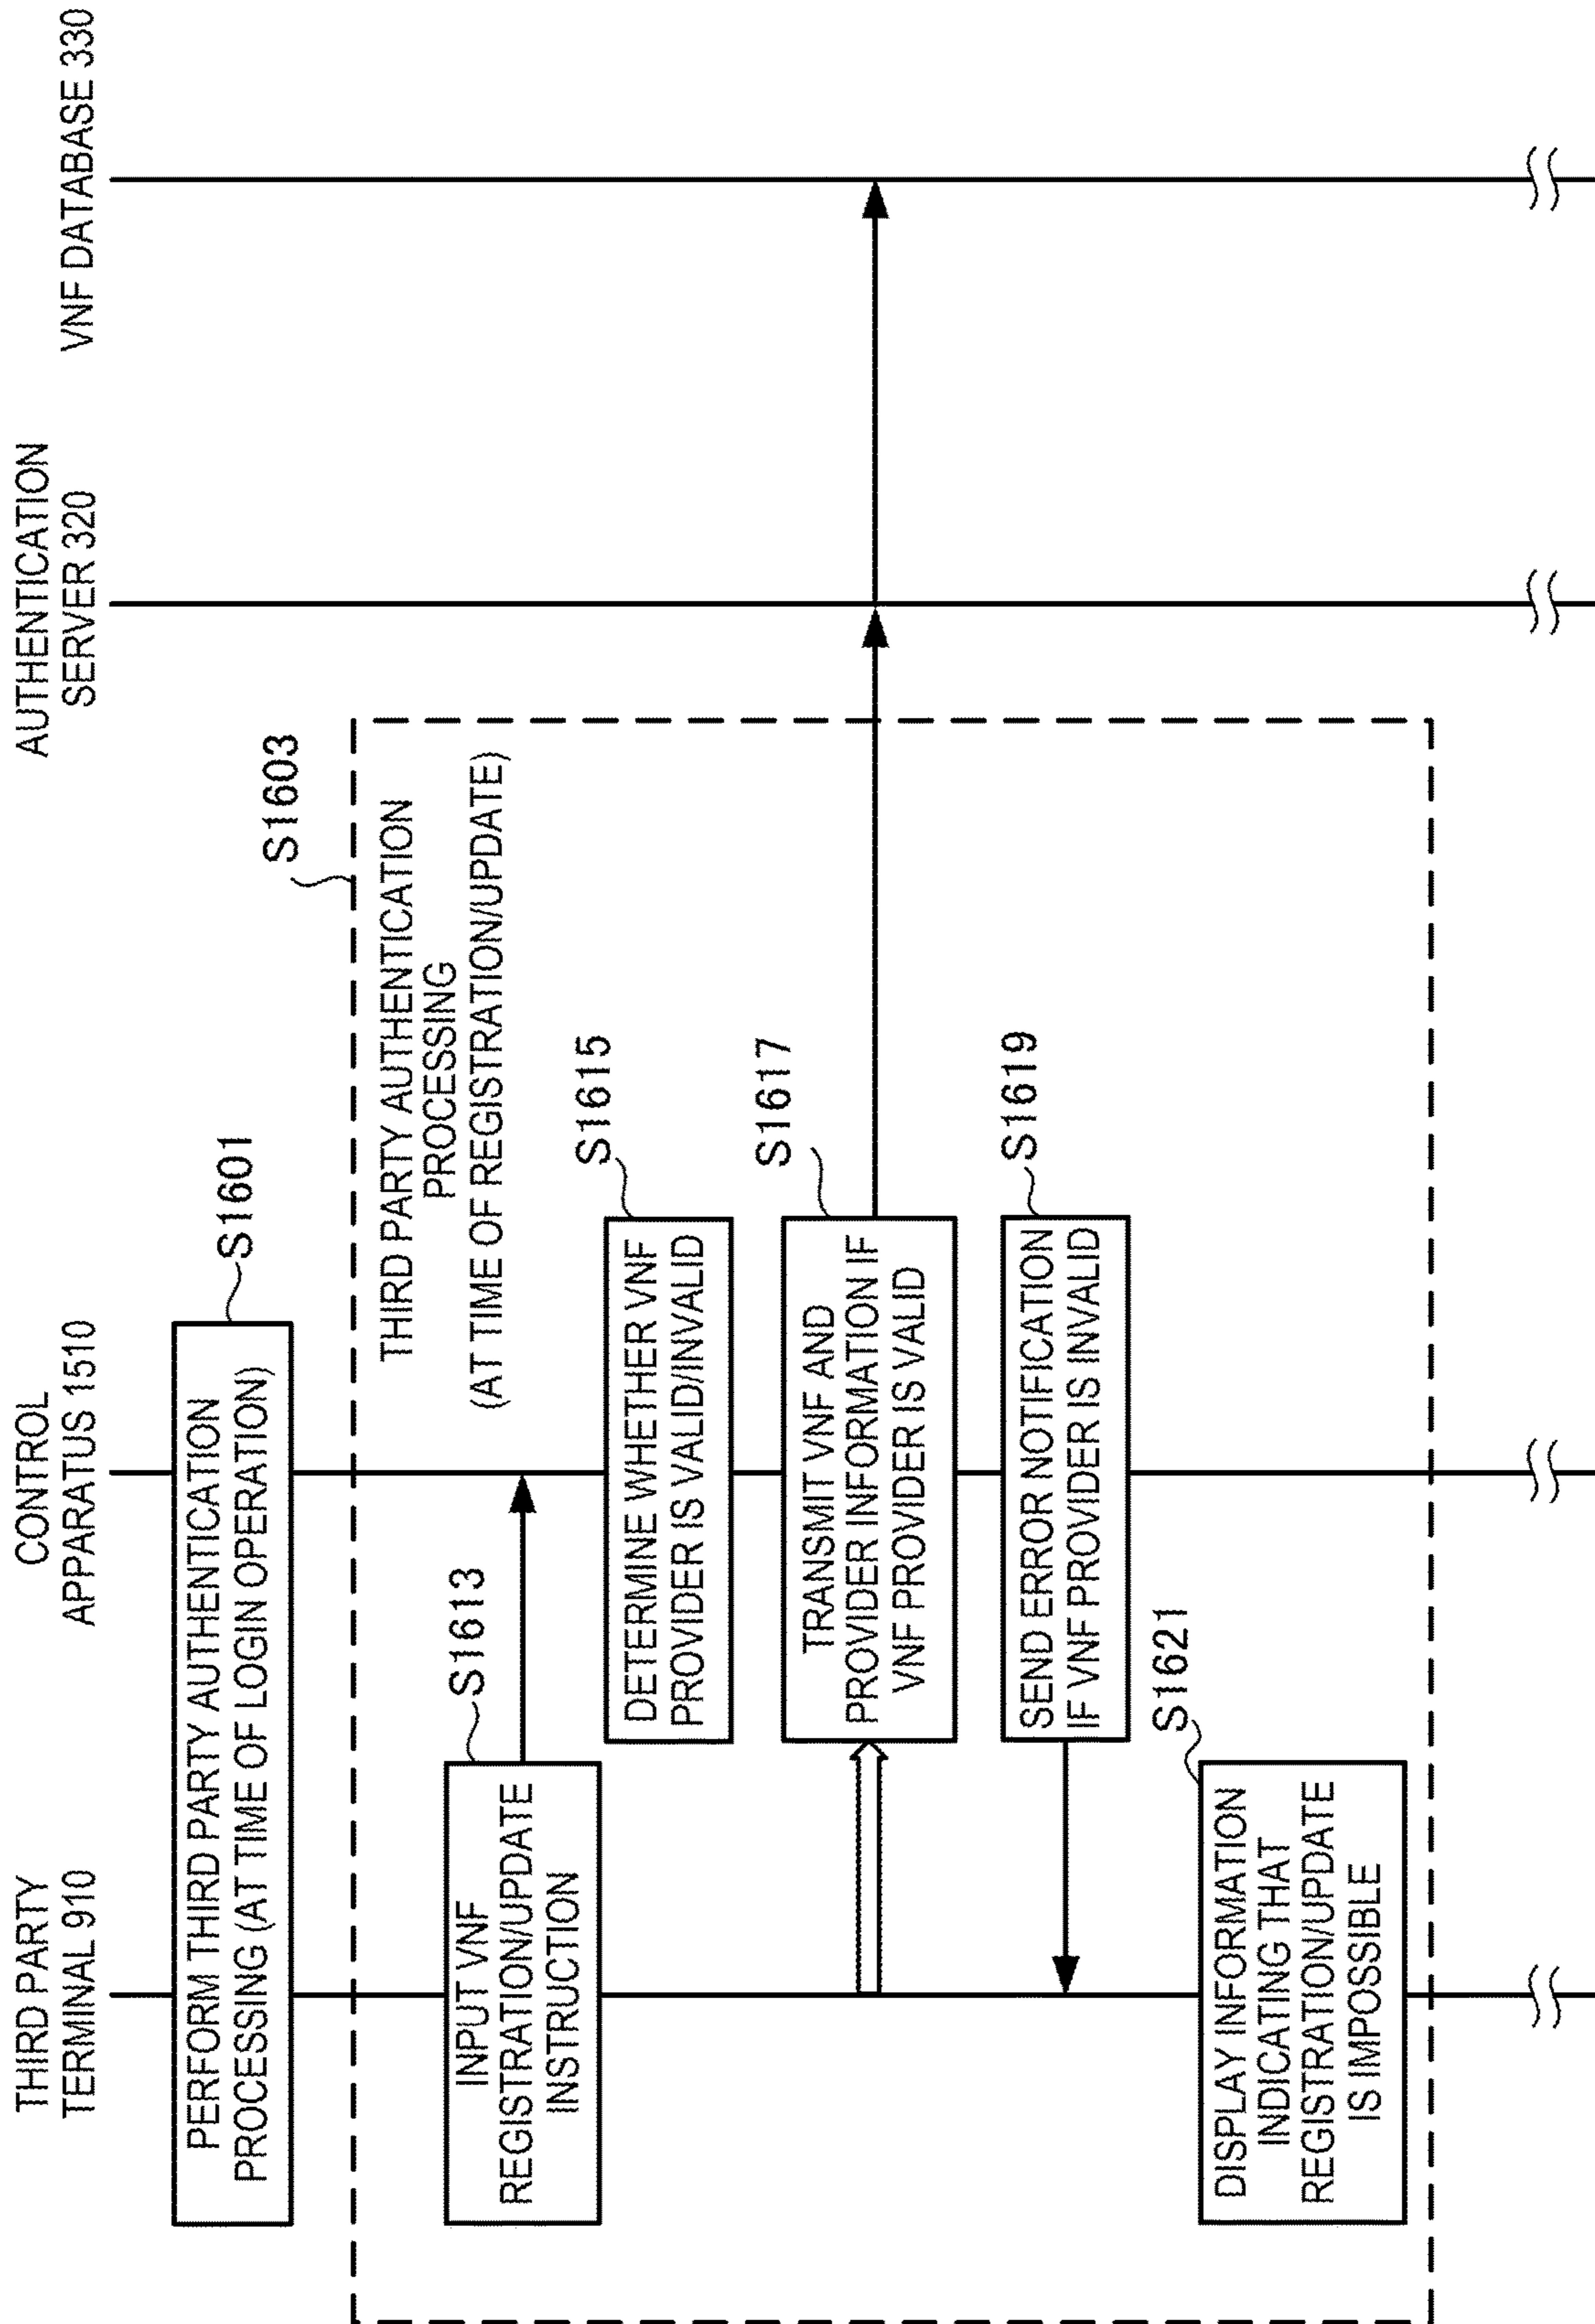 THIRD PARTY
TERMINAL 910
CONTROL
APPARATUS 1510
AUTHENTICATION
SERVER 320
VNF DATABASE 330
S1601
PERFORM THIRD PARTY AUTHENTICATION
PROCESSING (AT TIME OF LOGIN OPERATION)
S1603
THIRD PARTY AUTHENTICATION
PROCESSING
(AT TIME OF REGISTRATION/UPDATE)
S1613
INPUT VNF
REGISTRATION/UPDATE
INSTRUCTION
S1615
DETERMINE WHETHER VNF
PROVIDER IS VALID/INVALID
S1617
TRANSMIT VNF AND
PROVIDER INFORMATION IF
VNF PROVIDER IS VALID
S1619
SEND ERROR NOTIFICATION
IF VNF PROVIDER IS INVALID
S1621
DISPLAY INFORMATION
INDICATING THAT
REGISTRATION/UPDATE
IS IMPOSSIBLE